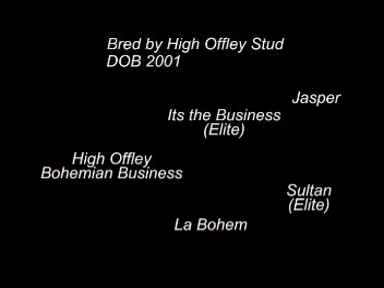 Bred by High Offley Stud
DOB 2001
Jasper
Its the Business
(Elite)
High Offley
Bohemian Business
Sultan
(Elite)
La Bohem